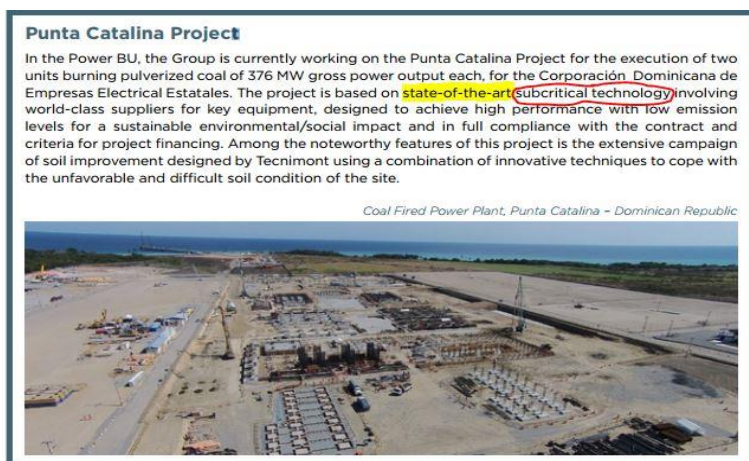 Punta Catalina Project
In the Power BU, the Group is currently working on the Punta Catalina Project for the execution of two
units burning pulverized coal of 376 MW gross power output each, for the Corporación Dominicana de
Empresas Electrical Estatales. The project is based on state-of-the-art subcritical technology involving
world-class suppliers for key equipment, designed to achieve high performance with low emission
levels for a sustainable environmental/social impact and in full compliance with the contract and
criteria for project financing. Among the noteworthy features of this project is the extensive campaign
of soil improvement designed by Tecnimont using a combination of innovative techniques to cope with
the unfavorable and difficult soil condition of the site.
Coal Fired Power Plant, Punta Catalina – Dominican Republic